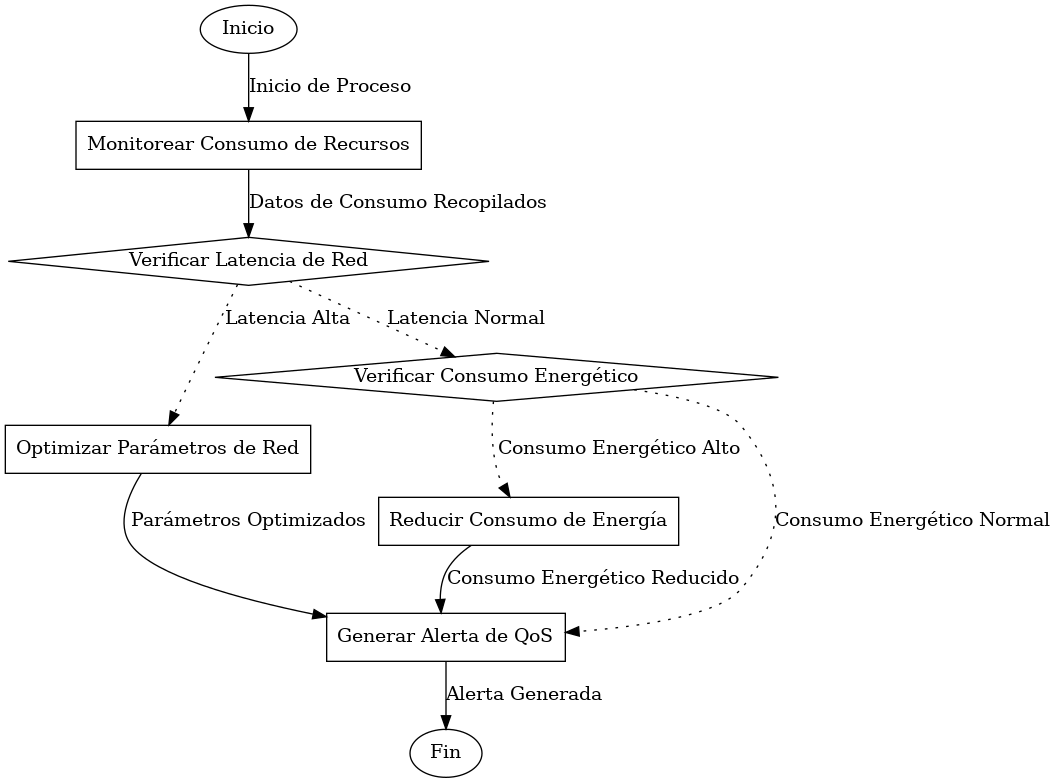 Inicio
Inicio de Proceso
Monitorear Consumo de Recursos
Datos de Consumo Recopilados
Verificar Latencia de Red
Latencia Alta
Latencia Normal
Verificar Consumo Energético
Optimizar Parámetros de Red
Consumo Energético Alto
Parámetros Optimizados
Reducir Consumo de Energía
Consumo Energético Normal
Consumo Energético Reducido
Generar Alerta de QoS
Alerta Generada
Fin